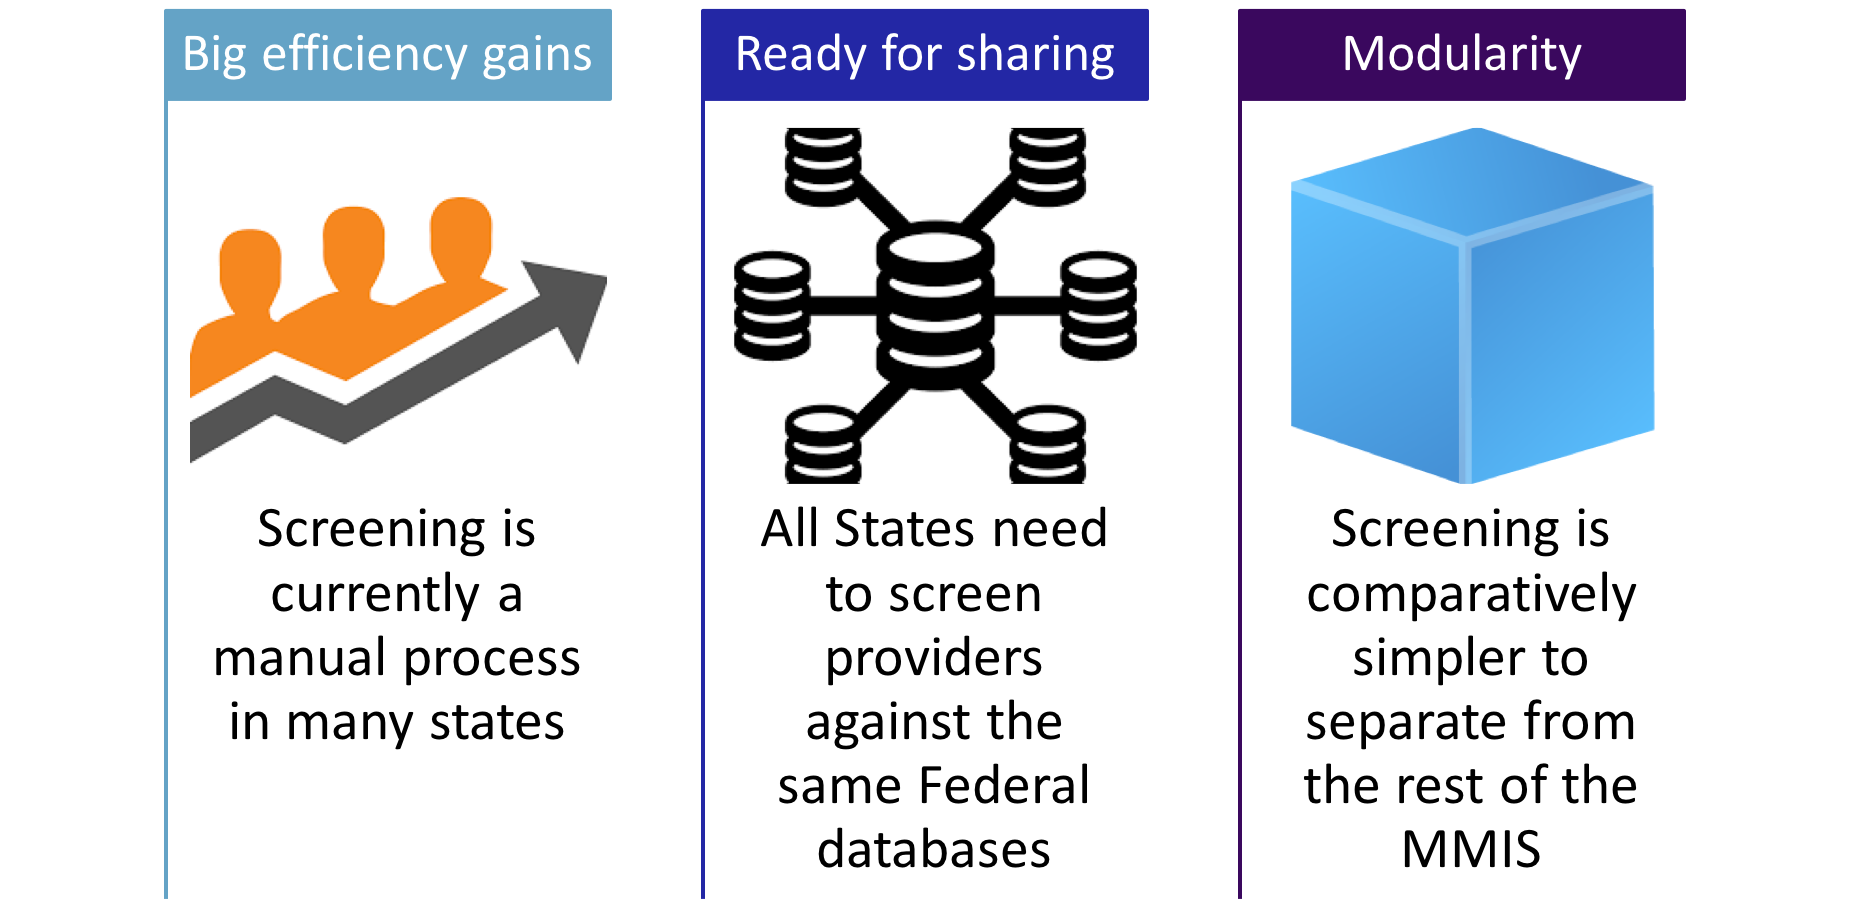 Big efficiency gains
Screening is
currently a
manual process
in many states
Ready for sharing
All States need
to screen
providers
against the
same Federal
databases
Modularity
Screening is
comparatively
simpler to
separate from
the rest of the
MMIS